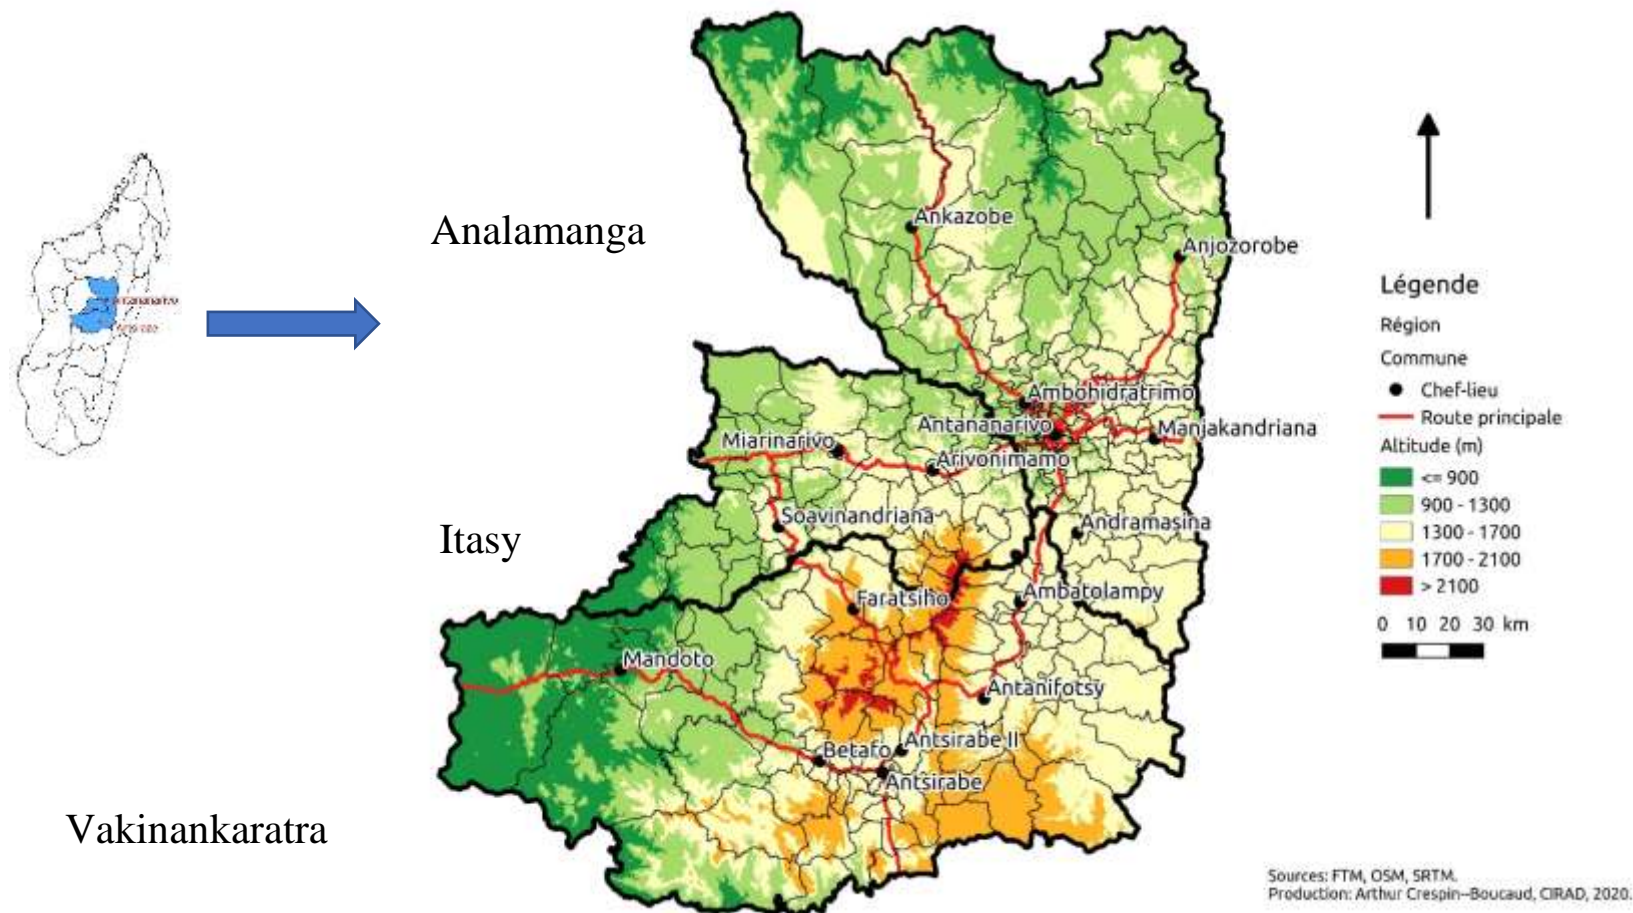 Analamanga
Itasy
Vakinankaratra
Ankazobe
Anjozorobe
Ambohidratrimo
Antananarivo
Manjakandriana
Miarinarivo
Arivonimamo
Soavinandriana
Andramasina
Faratsiho
Ambatolampy
Mandoto
Antanifotsy
Antsirabe II
Betafo
Antsirabe
Légende
Région
Commune
Chef-lieu
Route principale
Altitude (m)
<= 900
900 - 1300
1300 - 1700
1700 - 2100
> 2100
0 10 20 30 km
Sources: FTM, OSM, SRTM.
Production: Arthur Crespin--Boucaud, CIRAD, 2020.